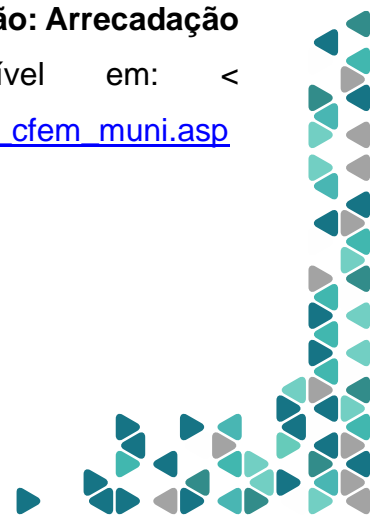 ão: Arrecadação
ível em: <
_cfem_muni.asp